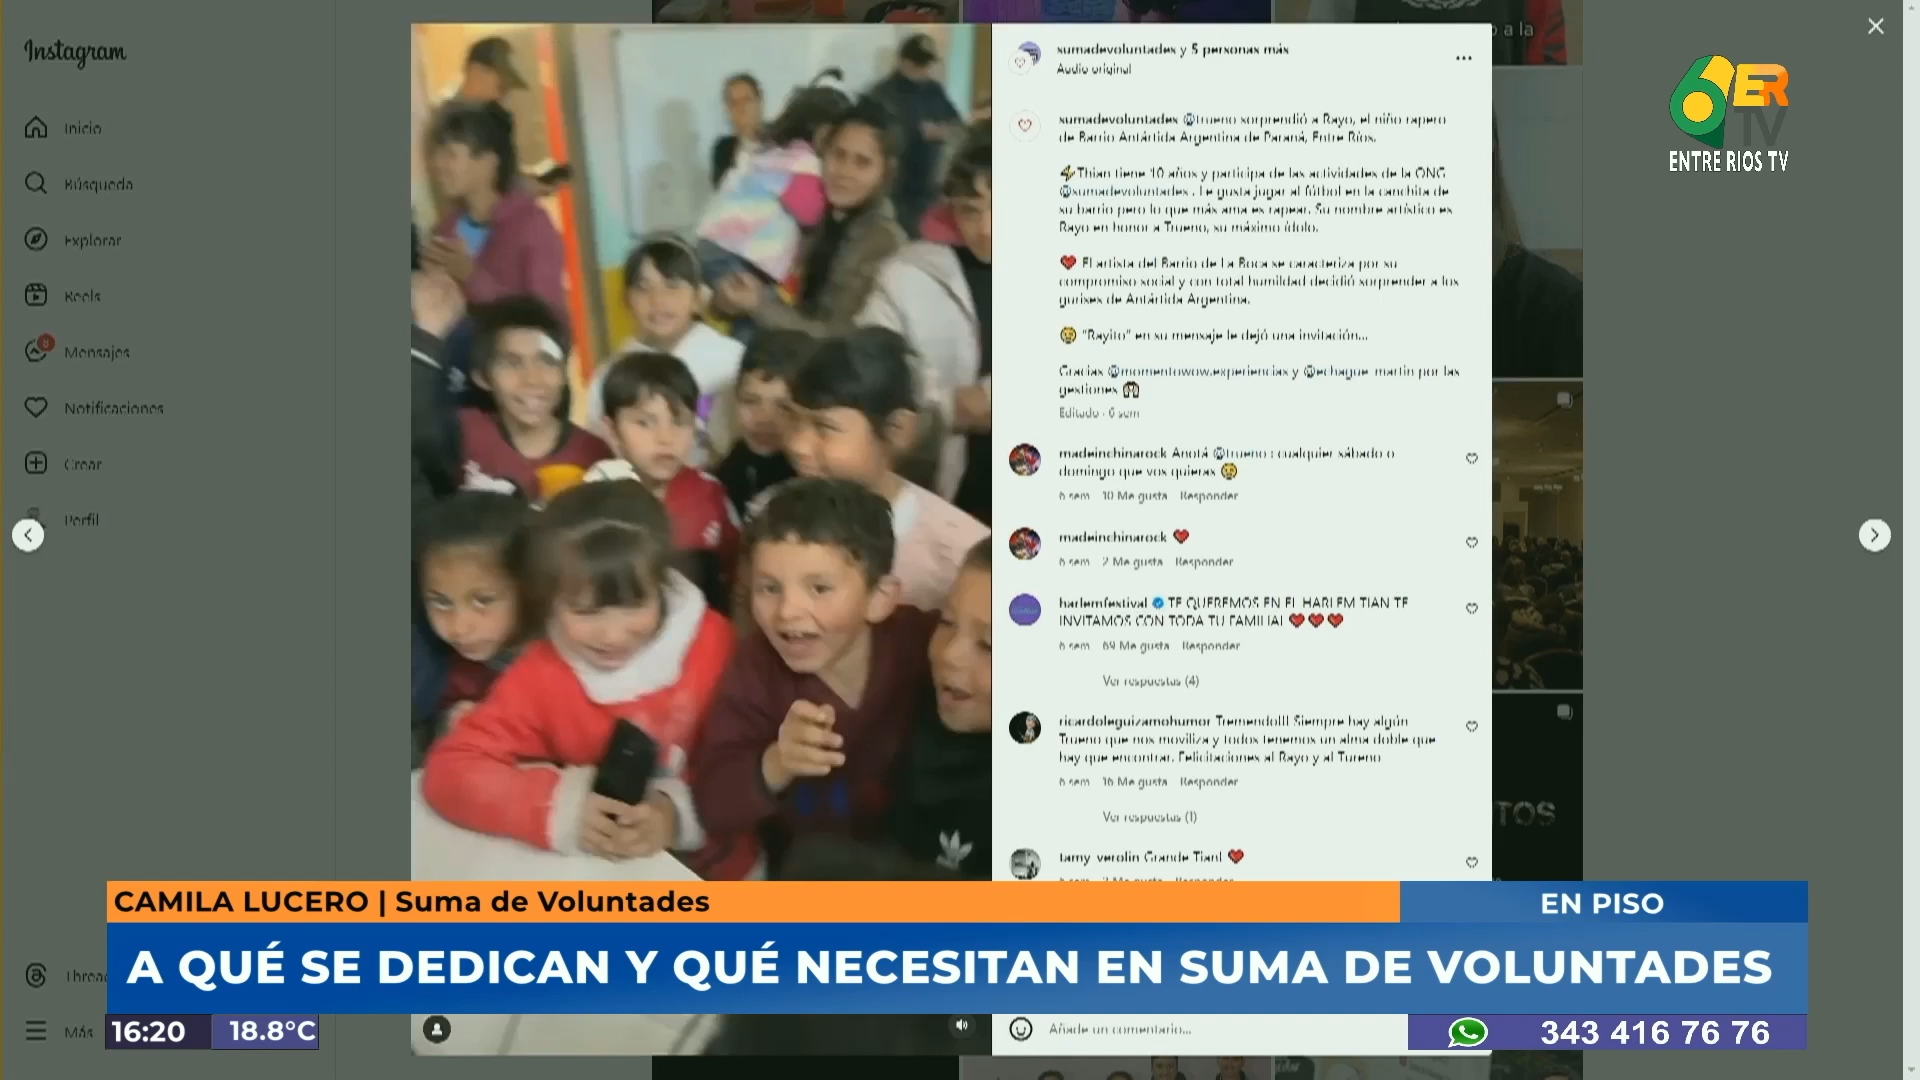 Instagram
Inicio
Búsqueda
Explorar
Reels
8
Mensajes
Notificaciones
Crear
Perfil
Más
sumadevoluntades y 5 personas más
Audio original
sumadevoluntades @trueno sorprendió a Rayo, el niño rapero
de Barrio Antártida Argentina de Paraná, Entre Ríos.
⚡Thian tiene 10 años y participa de las actividades de la ONG
@sumadevoluntades . Le gusta jugar al fútbol en la canchita de
su barrio pero lo que más ama es rapear. Su nombre artístico es
Rayo en honor a Trueno, su máximo ídolo.
❤️ El artista del Barrio de La Boca se caracteriza por su
compromiso social y con total humildad decidió sorprender a los
gurises de Antártida Argentina.
😢 "Rayito" en su mensaje le dejó una invitación...
Gracias @momentowow.experiencias y @echague_martin por las
gestiones 🙌
Editado · 6 sem
madeinchinarock Anotá @trueno : cualquier sábado o
domingo que vos quieras 😢
6 sem 10 Me gusta Responder
madeinchinarock ❤️
6 sem 2 Me gusta Responder
harlemfestival TE QUEREMOS EN EL HARLEM TIAN TE
INVITAMOS CON TODA TU FAMILIA! ❤️❤️❤️
6 sem 69 Me gusta Responder
Ver respuestas (4)
ricardoleguizamohumor Tremendo!!! Siempre hay algún
Trueno que nos moviliza y todos tenemos un alma doble que
hay que encontrar. Felicitaciones al Rayo y al Tureno
6 sem 16 Me gusta Responder
Ver respuestas (1)
tamy_verolin Grande Tian! ❤️
Añade un comentario...
o a la
TOS
6ER
TV
ENTRE RIOS TV
CAMILA LUCERO | Suma de Voluntades
EN PISO
A QUÉ SE DEDICAN Y QUÉ NECESITAN EN SUMA DE VOLUNTADES
16:20 18.8°C
343 416 76 76